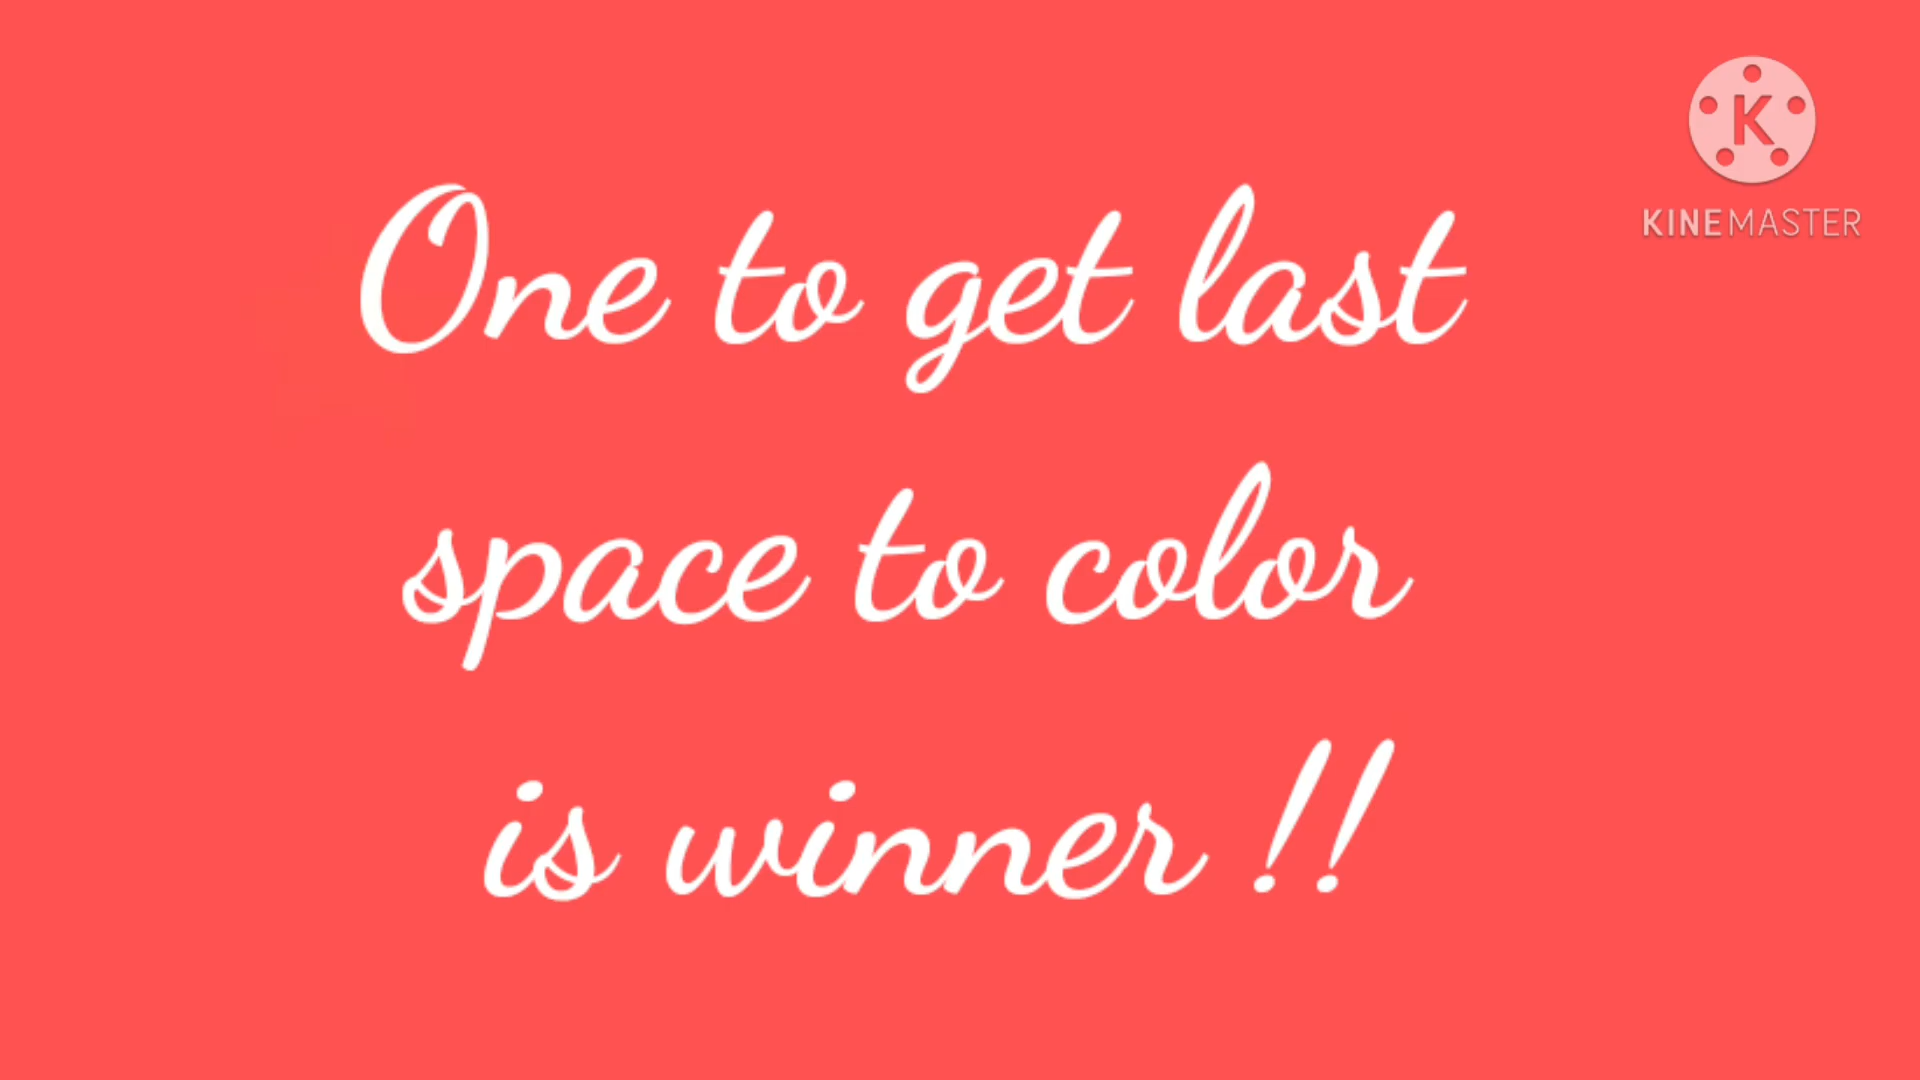 K
KINEMASTER
One to get last
space to color
is winner !!